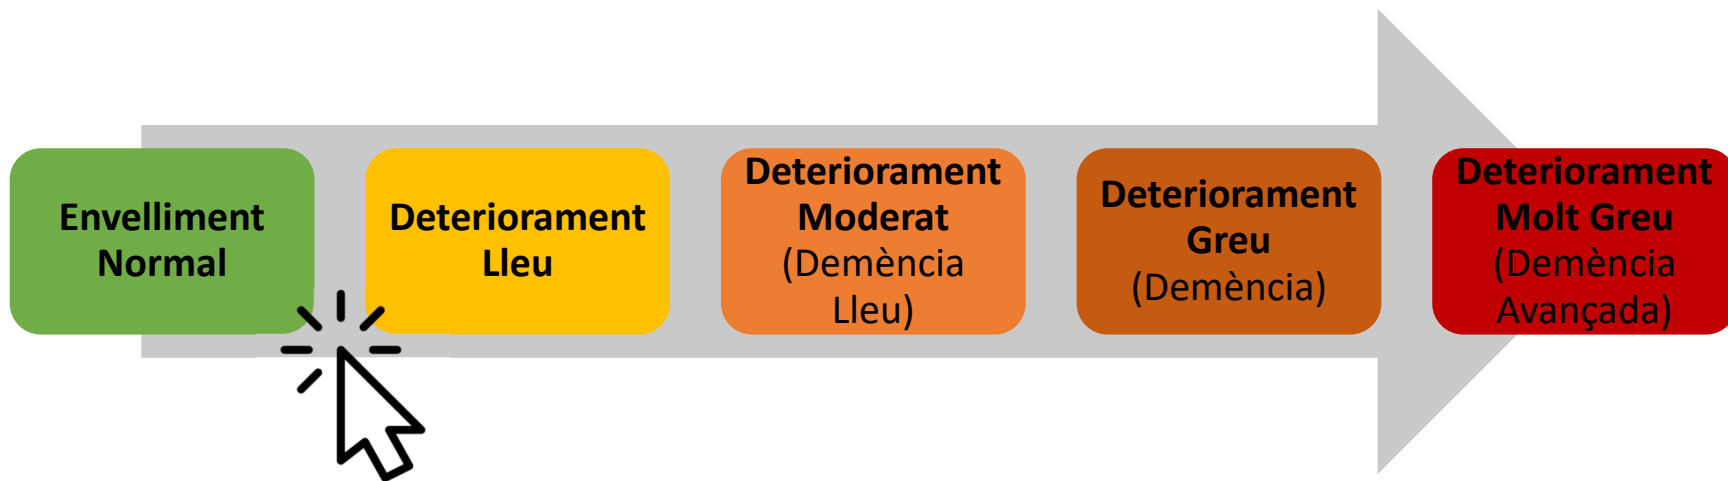 Envelliment
Normal
Deteriorament
Lleu
Deteriorament
Moderat
(Demència
Lleu)
Deteriorament
Greu
(Demència)
Deteriorament
Molt Greu
(Demència
Avançada)